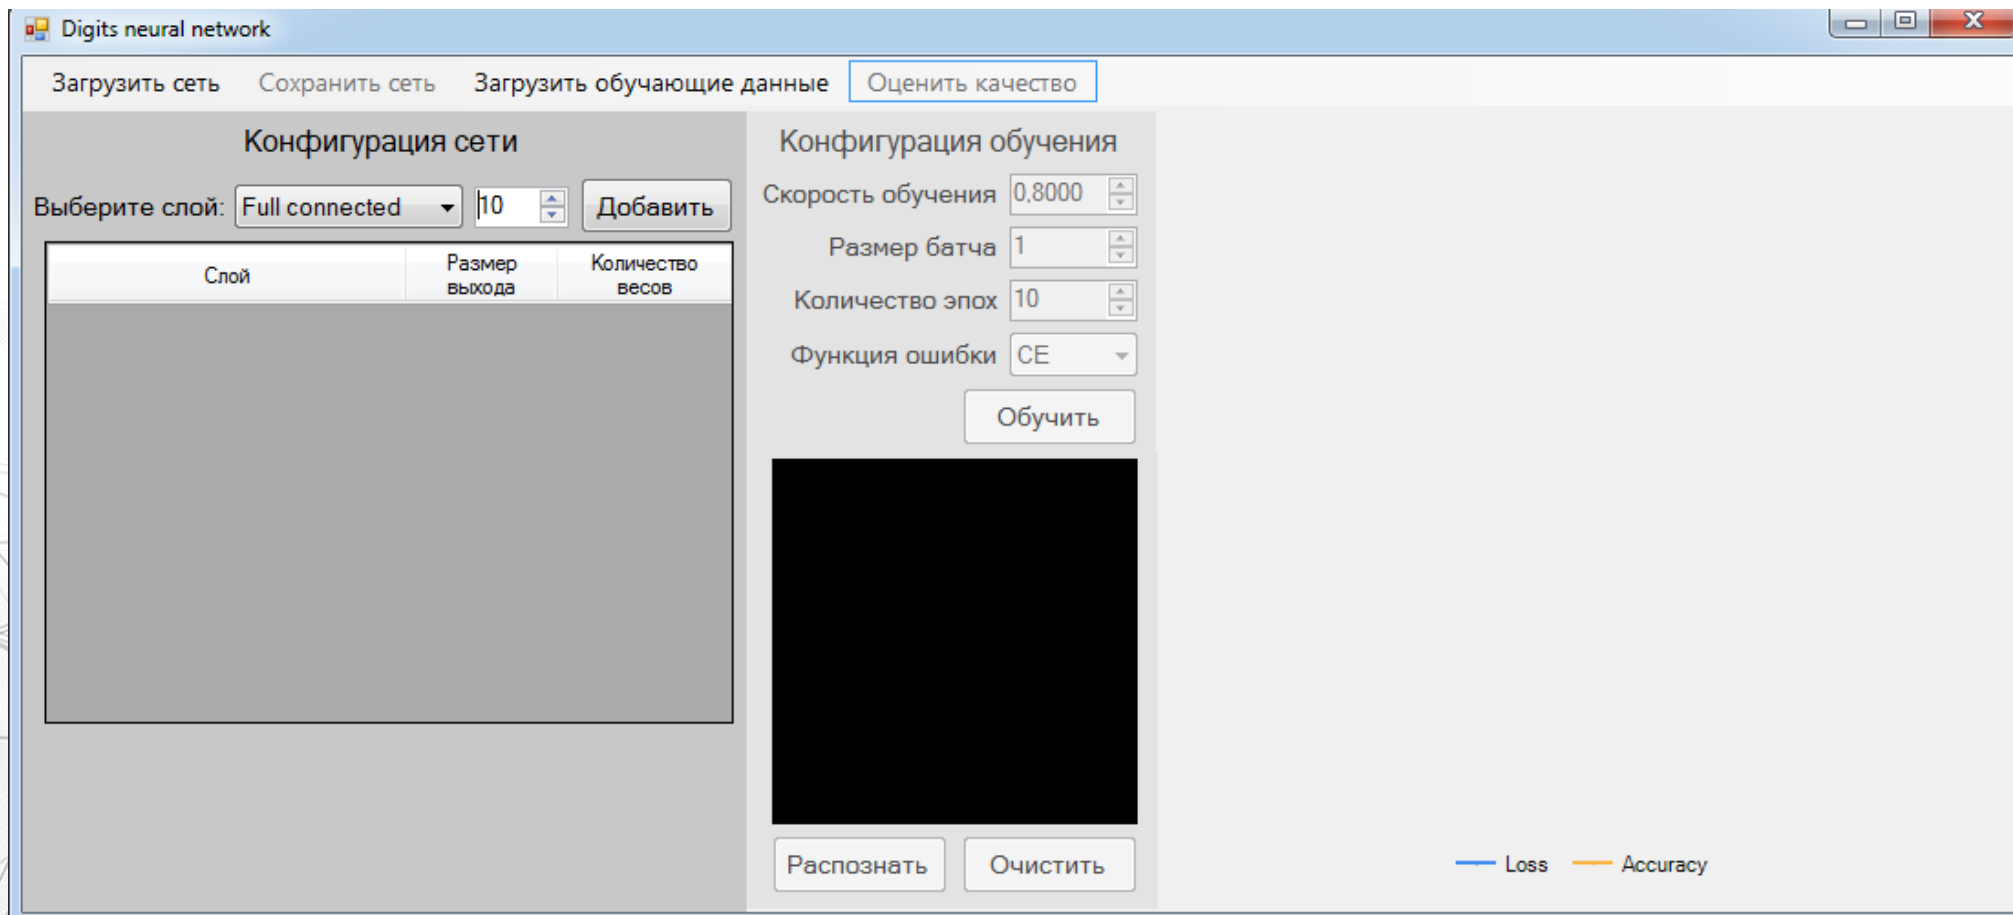 Digits neural network
Загрузить сеть Сохранить сеть Загрузить обучающие данные Оценить качество
Конфигурация сети
Выберите слой: Full connected 10 Добавить
Слой Размер выхода Количество весов
Конфигурация обучения
Скорость обучения 0,8000
Размер батча 1
Количество эпох 10
Функция ошибки CE
Обучить
Распознать Очистить
Loss Accuracy